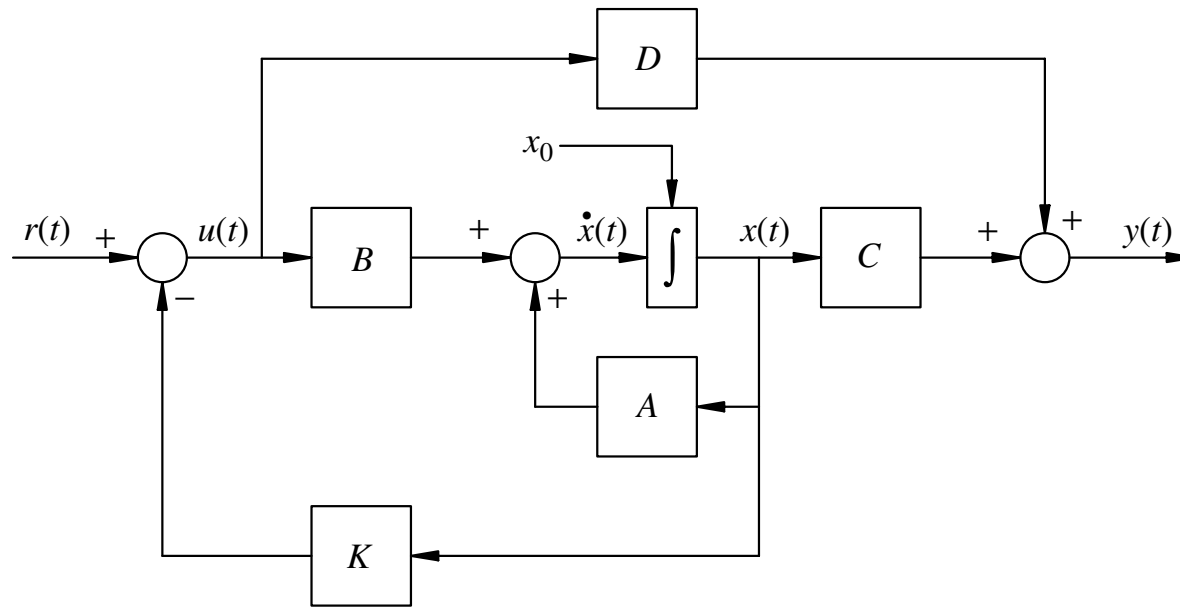 D
x₀
r(t) + u(t) B + ẋ(t) ∫ x(t) C + + y(t)
− +
A
K